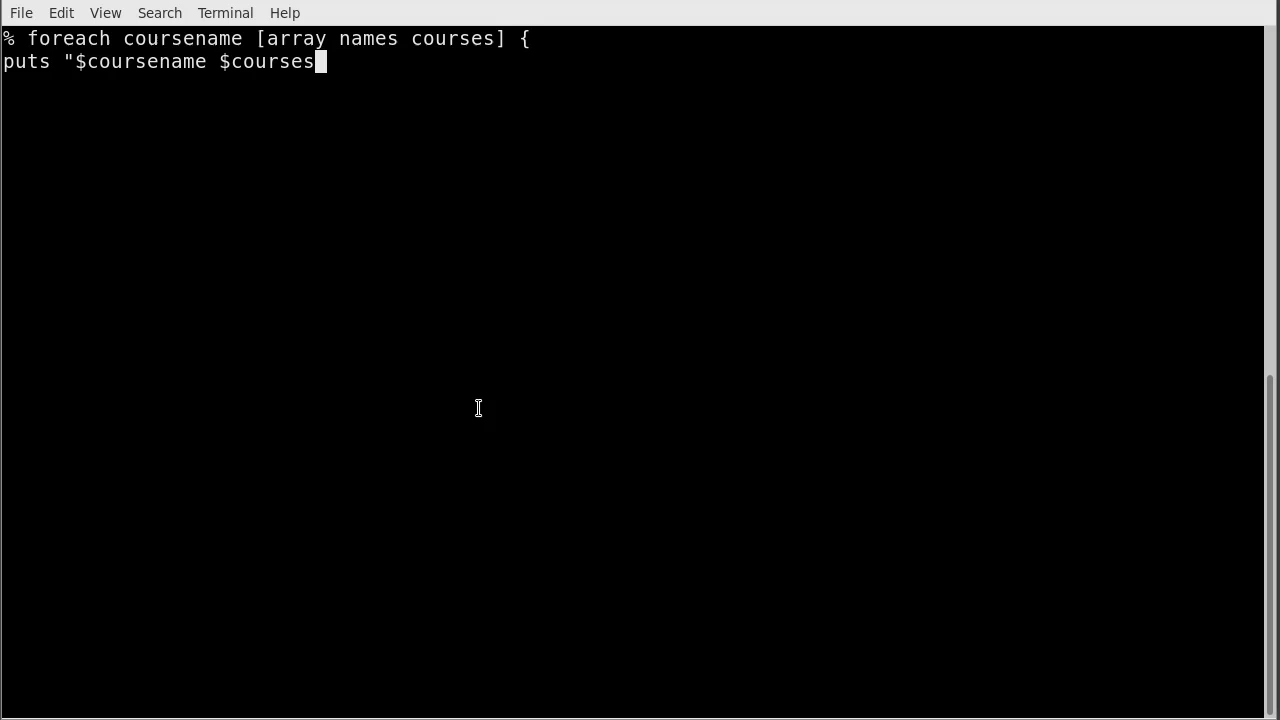 File Edit View Search Terminal Help
% foreach coursename [array names courses] {
puts "$coursename $courses